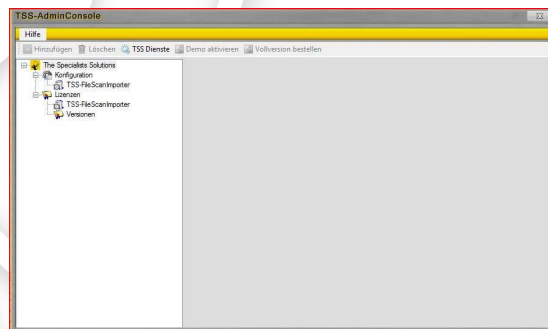 TSS-AdminConsole
Hilfe
Hinzufügen Löschen TSS Dienste Demo aktivieren Vollversion bestellen
The Specialists Solutions
Konfiguration
TSS-FileScanImporter
Lizenzen
TSS-FileScanImporter
Versionen